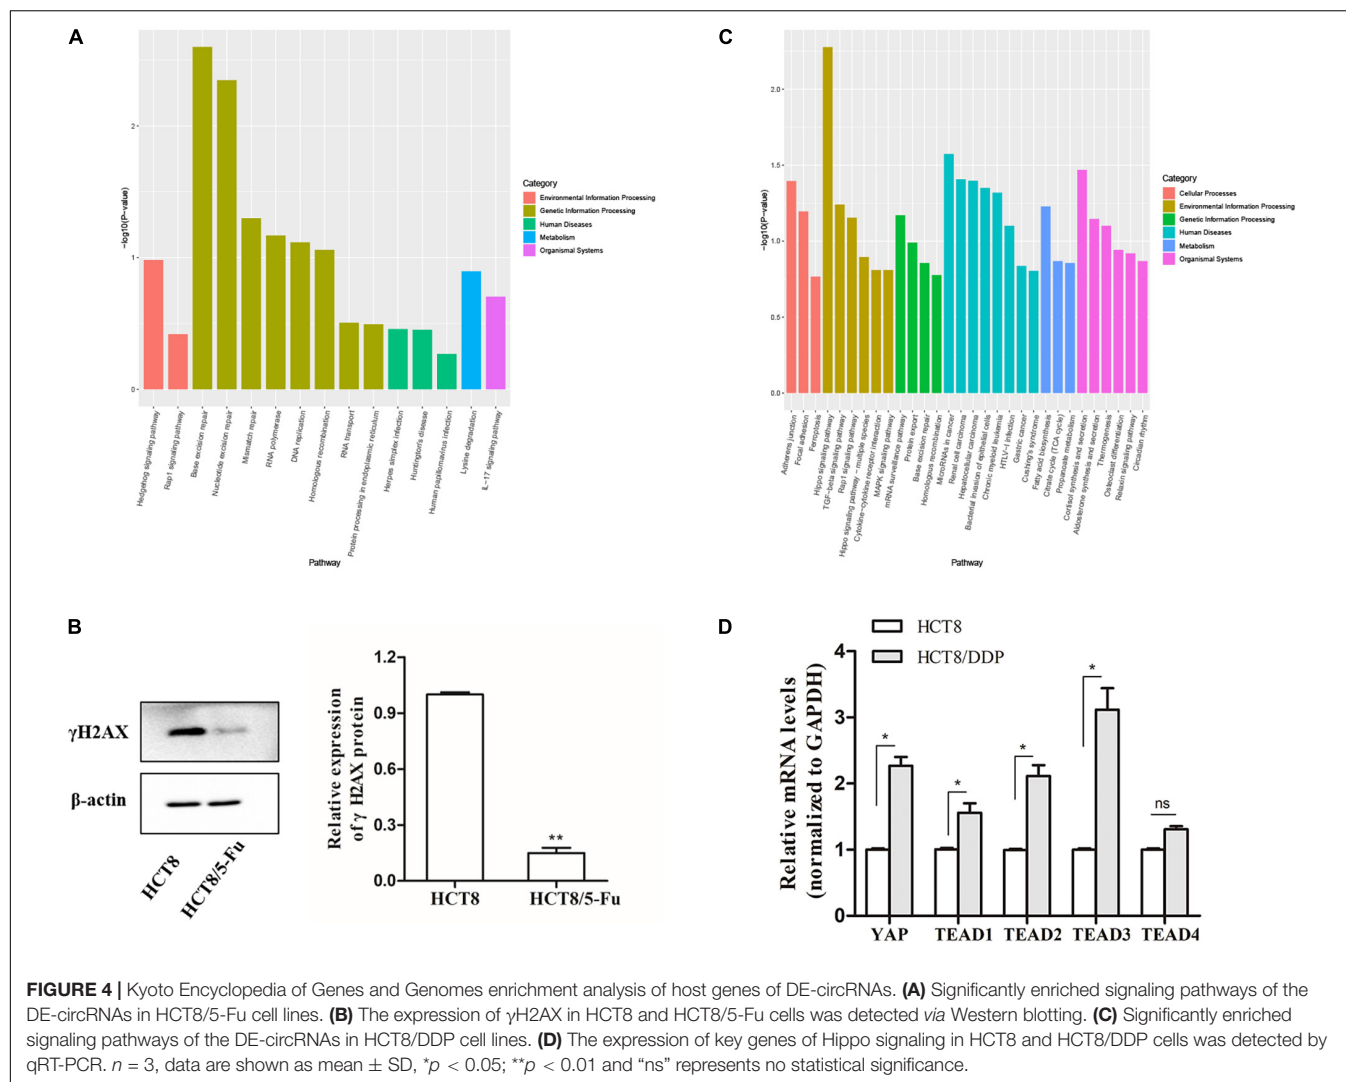 A
−log10(P−value)
2
1
0
Hedgehog signaling pathway
Rap1 signaling pathway
Base excision repair
Nucleotide excision repair
Mismatch repair
RNA polymerase
DNA replication
Homologous recombination
RNA transport
Protein processing in endoplasmic reticulum
Herpes simplex infection
Huntington's disease
Human papillomavirus infection
Lysine degradation
IL−17 signaling pathway
Pathway
Category
Environmental Information Processing
Genetic Information Processing
Human Diseases
Metabolism
Organismal Systems
C
−log10(P−value)
2.0
1.5
1.0
0.5
0.0
Adherens junction
Focal adhesion
Ferroptosis
Hippo signaling pathway
TGF−beta signaling pathway
Rap1 signaling pathway
Hippo signaling pathway − multiple species
Cytokine−cytokine receptor interaction
MAPK signaling pathway
mRNA surveillance pathway
Protein export
Base excision repair
Homologous recombination
MicroRNAs in cancer
Renal cell carcinoma
Hepatocellular carcinoma
Bacterial invasion of epithelial cells
Chronic myeloid leukemia
HTLV−I infection
Gastric cancer
Cushing's syndrome
Fatty acid biosynthesis
Citrate cycle (TCA cycle)
Propanoate metabolism
Cortisol synthesis and secretion
Aldosterone synthesis and secretion
Thermogenesis
Osteoclast differentiation
Relaxin signaling pathway
Circadian rhythm
Pathway
Category
Cellular Processes
Environmental Information Processing
Genetic Information Processing
Human Diseases
Metabolism
Organismal Systems
B
γH2AX
β-actin
HCT8
HCT8/5-Fu
Relative expression
of γ H2AX protein
1.2
0.9
0.6
0.3
0.0
**
HCT8
HCT8/5-Fu
D
HCT8
HCT8/DDP
Relative mRNA levels
(normalized to GAPDH)
4
3
2
1
0
*
*
*
*
ns
YAP
TEAD1
TEAD2
TEAD3
TEAD4
FIGURE 4 | Kyoto Encyclopedia of Genes and Genomes enrichment analysis of host genes of DE-circRNAs. (A) Significantly enriched signaling pathways of the
DE-circRNAs in HCT8/5-Fu cell lines. (B) The expression of γH2AX in HCT8 and HCT8/5-Fu cells was detected via Western blotting. (C) Significantly enriched
signaling pathways of the DE-circRNAs in HCT8/DDP cell lines. (D) The expression of key genes of Hippo signaling in HCT8 and HCT8/DDP cells was detected by
qRT-PCR. n = 3, data are shown as mean ± SD, *p < 0.05; **p < 0.01 and “ns” represents no statistical significance.